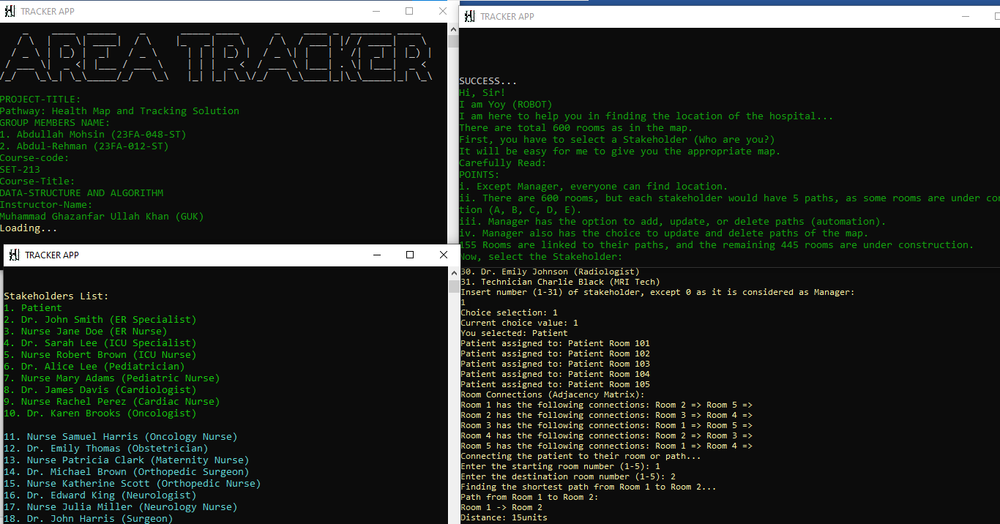 TRACKER APP
AREA TRACKER
PROJECT-TITLE:
Pathway: Health Map and Tracking Solution
GROUP MEMBERS NAME:
1. Abdullah Mohsin (23FA-048-ST)
2. Abdul-Rehman (23FA-012-ST)
Course-code:
SET-213
Course-Title:
DATA-STRUCTURE AND ALGORITHM
Instructor-Name:
Muhammad Ghazanfar Ullah Khan (GUK)
Loading...
TRACKER APP
SUCCESS...
Hi, Sir!
I am Yoy (ROBOT)
I am here to help you in finding the location of the hospital...
There are total 600 rooms as in the map.
First, you have to select a Stakeholder (Who are you?)
It will be easy for me to give you the appropriate map.
Carefully Read:
POINTS:
i. Except Manager, everyone can find location.
ii. There are 600 rooms, but each stakeholder would have 5 paths, as some rooms are under con
tion (A, B, C, D, E).
iii. Manager has the option to add, update, or delete paths (automation).
iv. Manager also has the choice to update and delete paths of the map.
155 Rooms are linked to their paths, and the remaining 445 rooms are under construction.
Now, select the Stakeholder:
TRACKER APP
Stakeholders List:
1. Patient
2. Dr. John Smith (ER Specialist)
3. Nurse Jane Doe (ER Nurse)
4. Dr. Sarah Lee (ICU Specialist)
5. Nurse Robert Brown (ICU Nurse)
6. Dr. Alice Lee (Pediatrician)
7. Nurse Mary Adams (Pediatric Nurse)
8. Dr. James Davis (Cardiologist)
9. Nurse Rachel Perez (Cardiac Nurse)
10. Dr. Karen Brooks (Oncologist)
11. Nurse Samuel Harris (Oncology Nurse)
12. Dr. Emily Thomas (Obstetrician)
13. Nurse Patricia Clark (Maternity Nurse)
14. Dr. Michael Brown (Orthopedic Surgeon)
15. Nurse Katherine Scott (Orthopedic Nurse)
16. Dr. Edward King (Neurologist)
17. Nurse Julia Miller (Neurology Nurse)
18. Dr. John Harris (Surgeon)
30. Dr. Emily Johnson (Radiologist)
31. Technician Charlie Black (MRI Tech)
Insert number (1-31) of stakeholder, except 0 as it is considered as Manager:
1
Choice selection: 1
Current choice value: 1
You selected: Patient
Patient assigned to: Patient Room 101
Patient assigned to: Patient Room 102
Patient assigned to: Patient Room 103
Patient assigned to: Patient Room 104
Patient assigned to: Patient Room 105
Room Connections (Adjacency Matrix):
Room 1 has the following connections: Room 2 => Room 5 =>
Room 2 has the following connections: Room 3 => Room 4 =>
Room 3 has the following connections: Room 1 => Room 5 =>
Room 4 has the following connections: Room 2 => Room 3 =>
Room 5 has the following connections: Room 1 => Room 4 =>
Connecting the patient to their room or path...
Enter the starting room number (1-5): 1
Enter the destination room number (1-5): 2
Finding the shortest path from Room 1 to Room 2...
Path from Room 1 to Room 2:
Room 1 -> Room 2
Distance: 15units